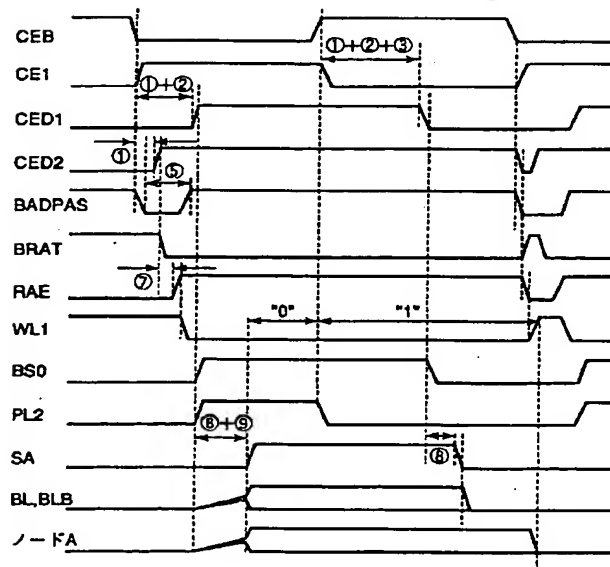 CEB
①+②+③
CE1
①+②
CED1
①
CED2
⑤
BADPAS
BRAT
⑦
RAE
"0"
"1"
WL1
BS0
PL2
⑧+⑨
SA
⑥
BL,BLB
ノードA